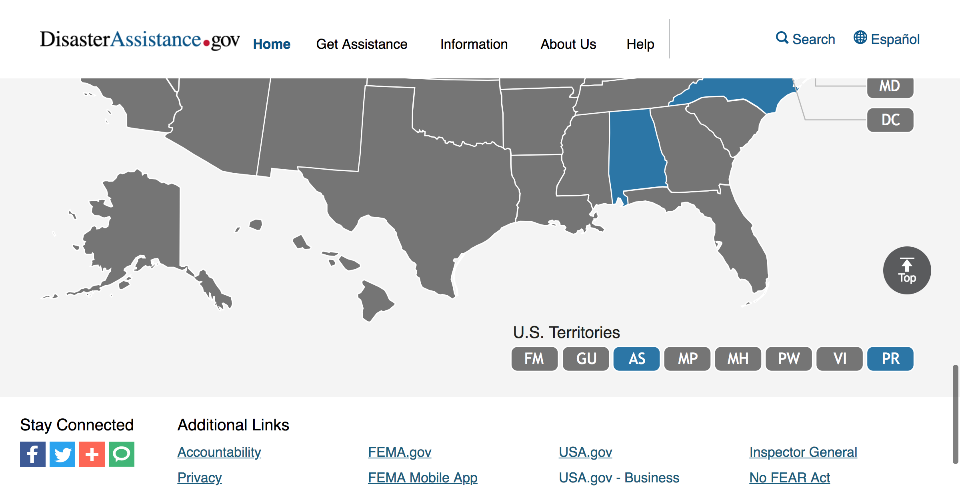 DisasterAssistance.gov Home Get Assistance Information About Us Help Search Español
MD
DC
Top
U.S. Territories
FM GU AS MP MH PW VI PR
Stay Connected Additional Links
Accountability FEMA.gov USA.gov Inspector General
Privacy FEMA Mobile App USA.gov - Business No FEAR Act